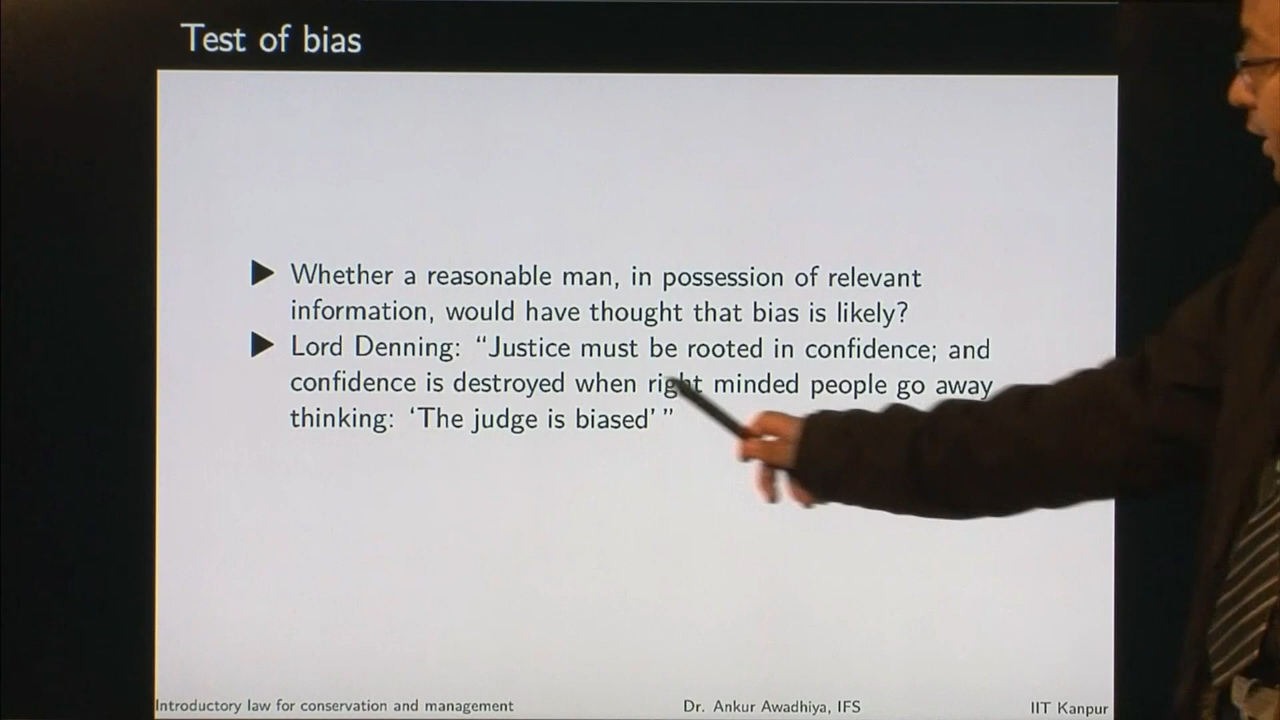 Test of bias
▶ Whether a reasonable man, in possession of relevant
information, would have thought that bias is likely?
▶ Lord Denning: “Justice must be rooted in confidence; and
confidence is destroyed when right minded people go away
thinking: ‘The judge is biased’ ”
Introductory law for conservation and management Dr. Ankur Awadhiya, IFS IIT Kanpur